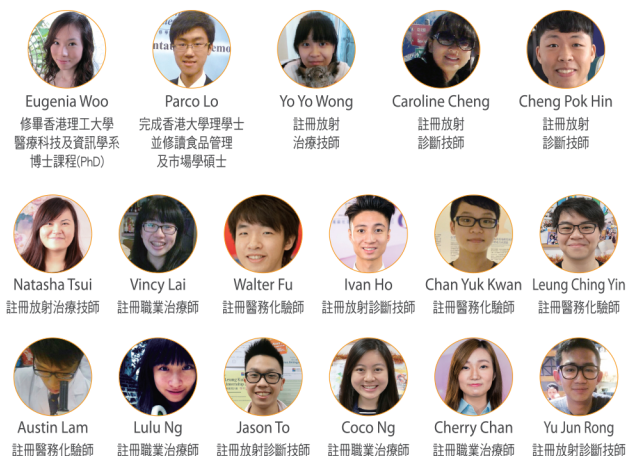 Eugenia Woo
修畢香港理工大學
醫療科技及資訊學系
博士課程(PhD)
Parco Lo
完成香港大學理學士
並修讀食品管理
及市場學碩士
Yo Yo Wong
註冊放射
治療技師
Caroline Cheng
註冊放射
診斷技師
Cheng Pok Hin
註冊放射
診斷技師
Natasha Tsui
註冊放射治療技師
Vincy Lai
註冊職業治療師
Walter Fu
註冊醫務化驗師
Ivan Ho
註冊放射診斷技師
Chan Yuk Kwan
註冊醫務化驗師
Leung Ching Yin
註冊醫務化驗師
Austin Lam
註冊醫務化驗師
Lulu Ng
註冊職業治療師
Jason To
註冊放射診斷技師
Coco Ng
註冊職業治療師
Cherry Chan
註冊職業治療師
Yu Jun Rong
註冊放射診斷技師